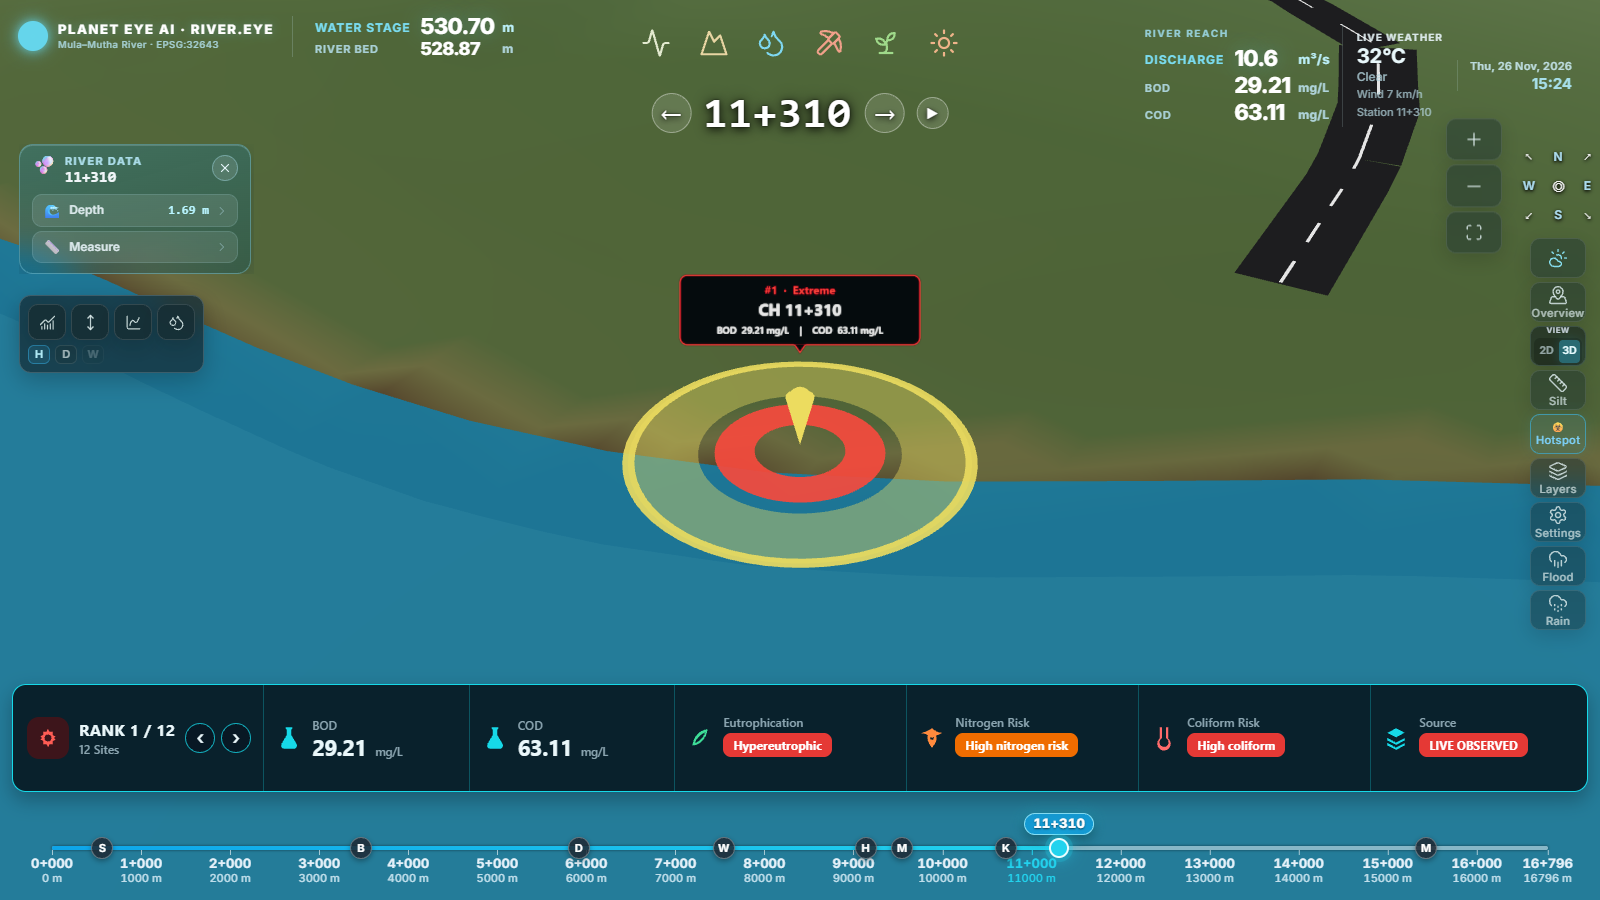 PLANET EYE AI · RIVER.EYE
Mula–Mutha River · EPSG:32643
WATER STAGE 530.70 m
RIVER BED 528.87 m
RIVER REACH
DISCHARGE 10.6 m³/s
BOD 29.21 mg/L
COD 63.11 mg/L
LIVE WEATHER
32°C
Clear
Wind 7 km/h
Station 11+310
Thu, 26 Nov, 2026
15:24
← 11+310 →
RIVER DATA
11+310
Depth 1.69 m
Measure
H D W
N
W E
S
Overview
VIEW
2D 3D
Silt
Hotspot
Layers
Settings
Flood
Rain
#1 · Extreme
CH 11+310
BOD 29.21 mg/L | COD 63.11 mg/L
RANK 1 / 12
12 Sites
BOD
29.21 mg/L
COD
63.11 mg/L
Eutrophication
Hypereutrophic
Nitrogen Risk
High nitrogen risk
Coliform Risk
High coliform
Source
LIVE OBSERVED
11+310
S B D W H M K M
0+000 1+000 2+000 3+000 4+000 5+000 6+000 7+000 8+000 9+000 10+000 11+000 12+000 13+000 14+000 15+000 16+000 16+796
0 m 1000 m 2000 m 3000 m 4000 m 5000 m 6000 m 7000 m 8000 m 9000 m 10000 m 11000 m 12000 m 13000 m 14000 m 15000 m 16000 m 16796 m